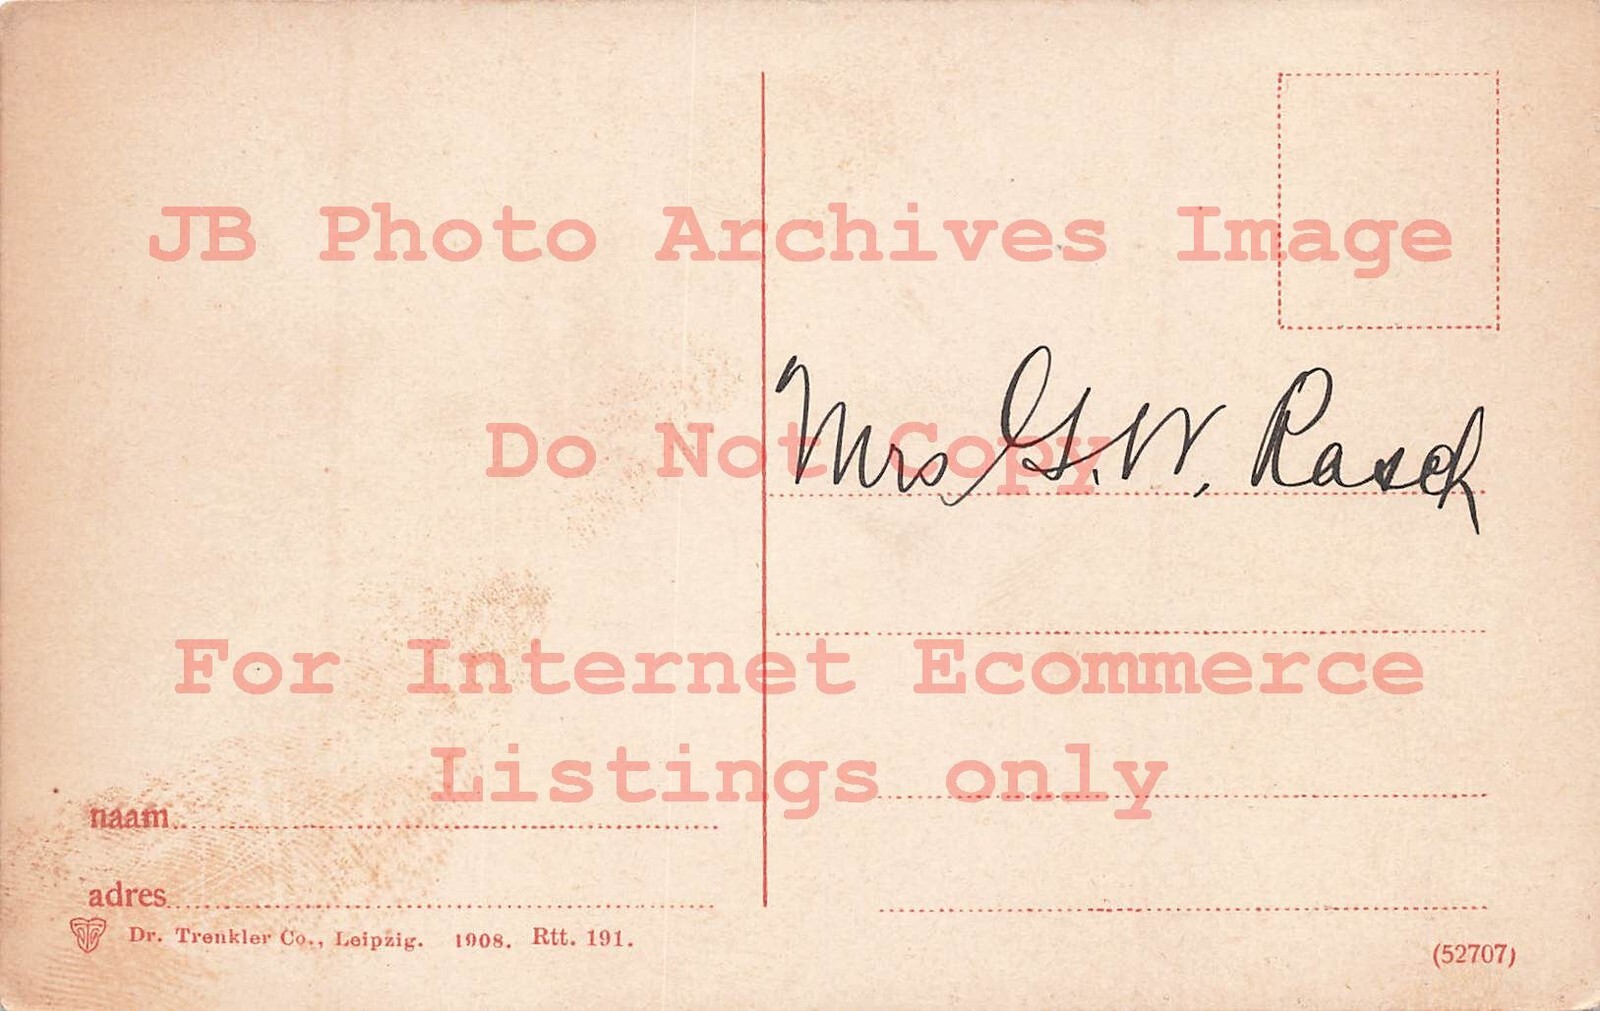 JB Photo Archives Image
Mrs G. W. Rasch
Do Not Copy
For Internet Ecommerce
Listings only
naam
adres
Dr. Trenkler Co., Leipzig. 1908. Rtt. 191.
(52707)